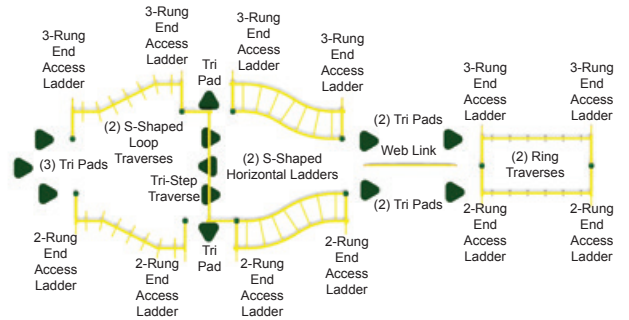 3-Rung
End
Access
Ladder
3-Rung
End
Access
Ladder
Tri
Pad
3-Rung
End
Access
Ladder
3-Rung
End
Access
Ladder
3-Rung
End
Access
Ladder
3-Rung
End
Access
Ladder
(2) S-Shaped
Loop
Traverses
(3) Tri Pads
Tri-Step
Traverse
(2) S-Shaped
Horizontal Ladders
(2) Tri Pads
Web Link
(2) Tri Pads
(2) Ring
Traverses
2-Rung
End
Access
Ladder
2-Rung
End
Access
Ladder
Tri
Pad
2-Rung
End
Access
Ladder
2-Rung
End
Access
Ladder
2-Rung
End
Access
Ladder
2-Rung
End
Access
Ladder